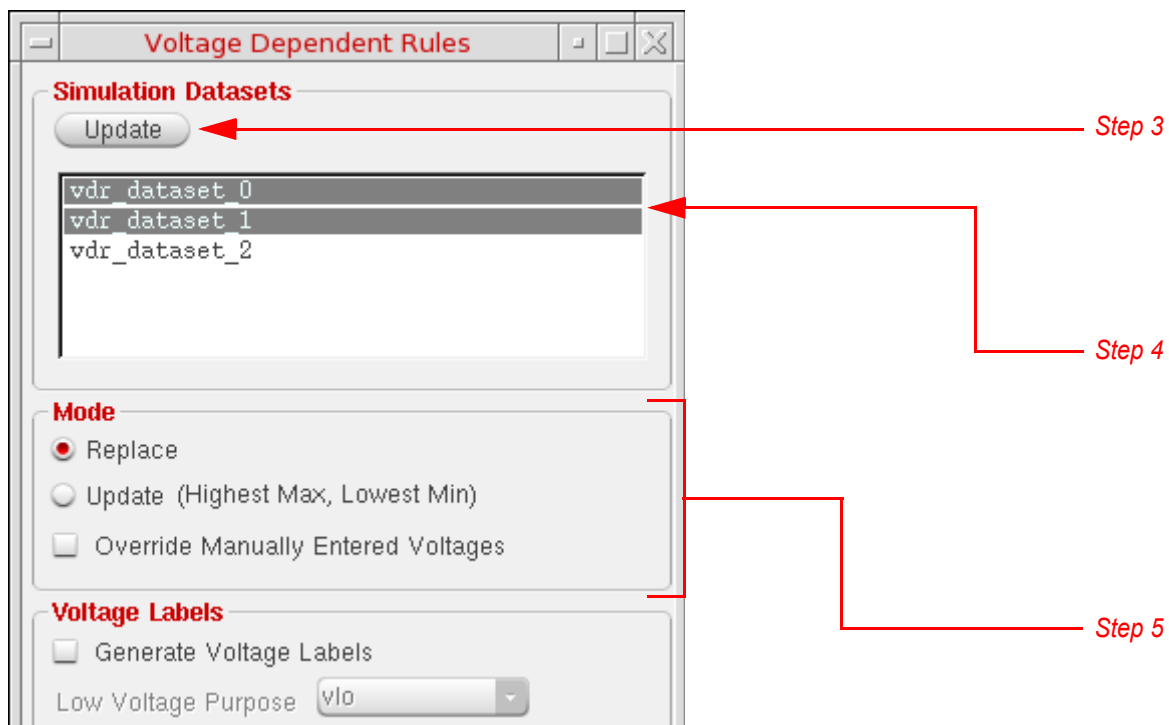 Voltage Dependent Rules
Simulation Datasets
Update
Step 3
vdr_dataset_0
vdr_dataset_1
vdr_dataset_2
Step 4
Mode
Replace
Update (Highest Max, Lowest Min)
Override Manually Entered Voltages
Voltage Labels
Generate Voltage Labels
Step 5
Low Voltage Purpose vlo